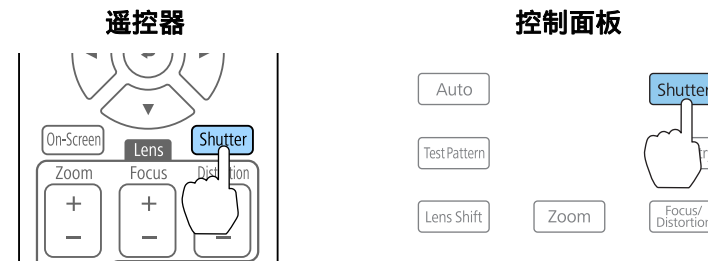 遥控器
On-Screen
Lens
Shutter
Zoom
Focus
+
+
−
−
−
控制面板
Auto
Shutter
Test Pattern
Lens Shift
Zoom
Focus/
Distortion